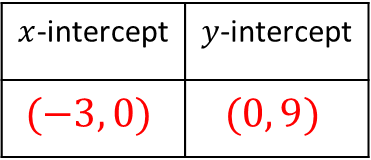 x-intercept y-intercept
(−3, 0) (0, 9)